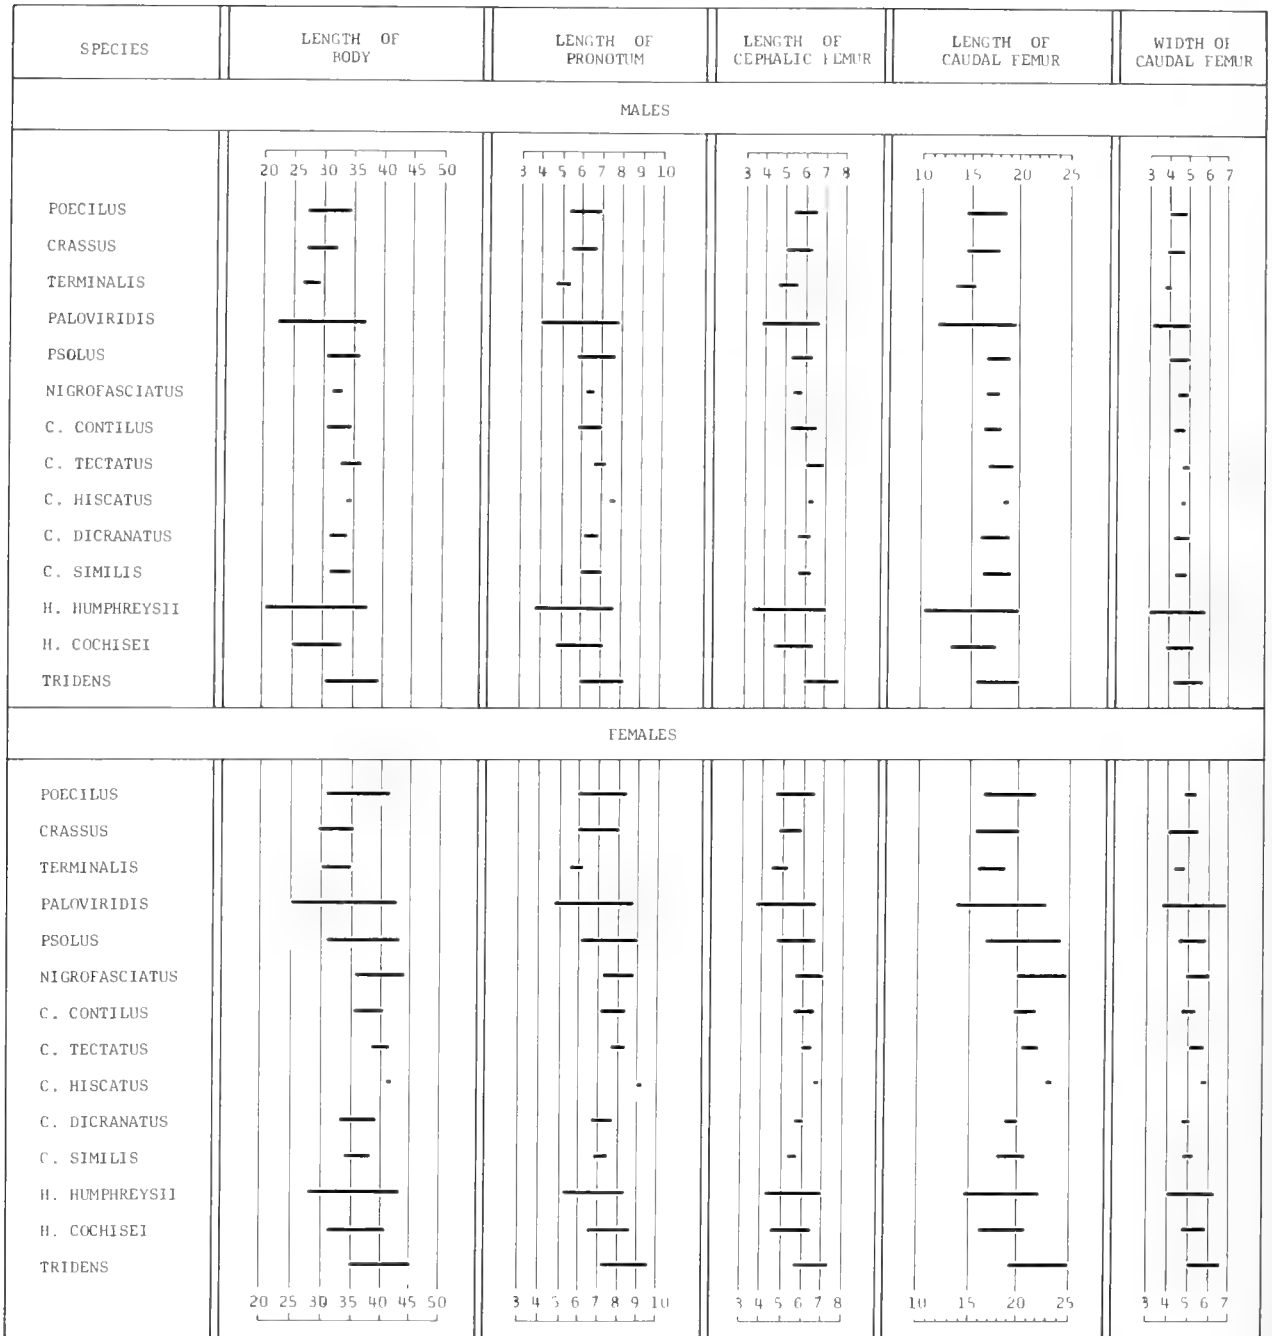 SPECIES
LENGTH OF
BODY
LENGTH OF
PRONOTUM
LENGTH OF
CEPHALIC FEMUR
LENGTH OF
CAUDAL FEMUR
WIDTH OF
CAUDAL FEMUR
MALES
20 25 30 35 40 45 50
3 4 5 6 7 8 9 10
3 4 5 6 7 8
10 15 20 25
3 4 5 6 7
POECILUS
CRASSUS
TERMINALIS
PALOVIRIDIS
PSOLUS
NIGROFASCIATUS
C. CONTILUS
C. TECTATUS
C. HISCATUS
C. DICRANATUS
C. SIMILIS
H. HUMPHREYSII
H. COCHISEI
TRIDENS
FEMALES
POECILUS
CRASSUS
TERMINALIS
PALOVIRIDIS
PSOLUS
NIGROFASCIATUS
C. CONTILUS
C. TECTATUS
C. HISCATUS
C. DICRANATUS
C. SIMILIS
H. HUMPHREYSII
H. COCHISEI
TRIDENS
20 25 30 35 40 45 50
3 4 5 6 7 8 9 10
3 4 5 6 7 8
10 15 20 25
3 4 5 6 7